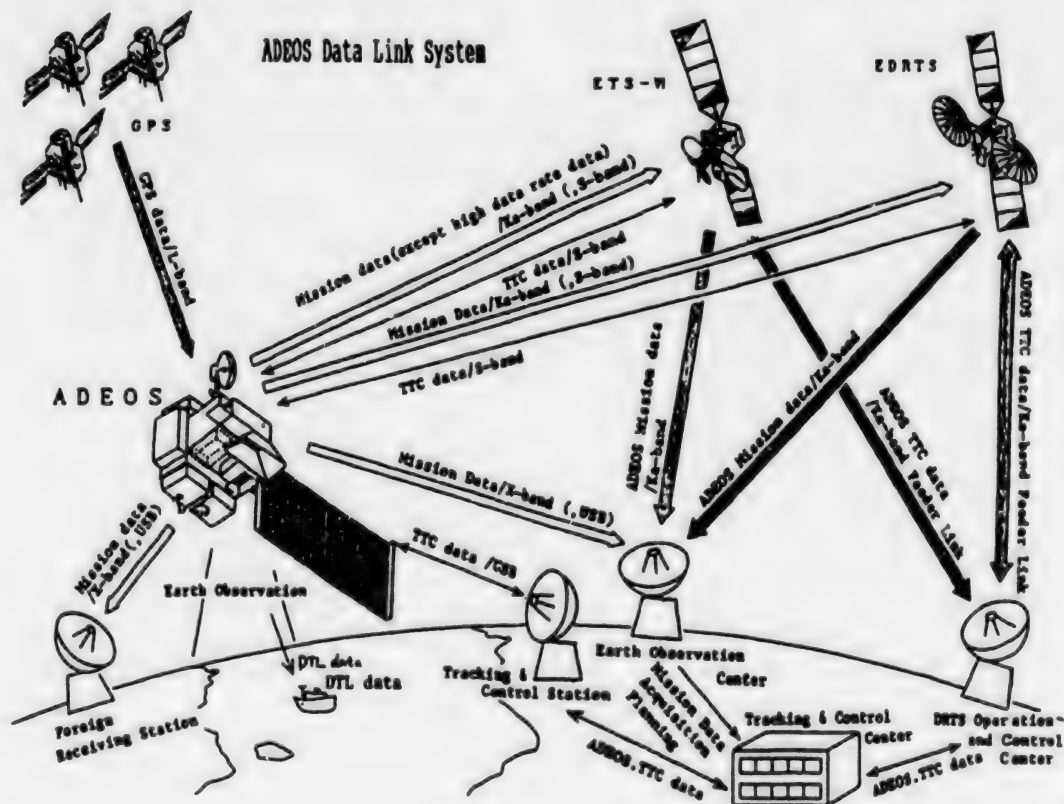 ADEOS Data Link System
GPS
ETS-VI
EDRTS
GPS data/L-band
Mission data(except high data rate data)
/Ka-band (,S-band)
TTC data/S-band
Mission Data/Ka-band (,S-band)
TTC data/S-band
ADEOS
ADEOS Mission data
/Ka-band
ADEOS Mission data/Ka-band
ADEOS TTC data
/Ka-band Feeder Link
ADEOS TTC data/Ka-band Feeder Link
Mission Data/X-band (,USB)
Mission data
/X-band(,USB)
TTC data /USB
Earth Observation
DTL data
DTL data
Foreign
Receiving Station
Tracking &
Control Station
Earth Observation
Center
Mission Data
Acquisition
Planning
ADEOS.TTC data
Tracking & Control
Center
ADEOS.TTC data
DRTS Operation
and Control
Center